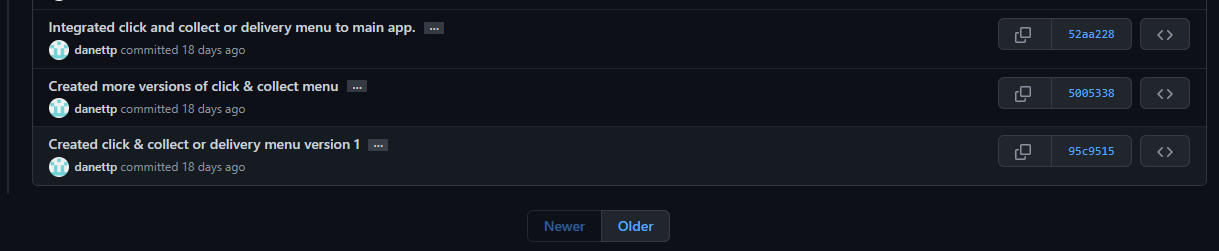 Integrated click and collect or delivery menu to main app. ...
danettp committed 18 days ago
52aa228
Created more versions of click & collect menu ...
danettp committed 18 days ago
5005338
Created click & collect or delivery menu version 1 ...
danettp committed 18 days ago
95c9515
Newer Older